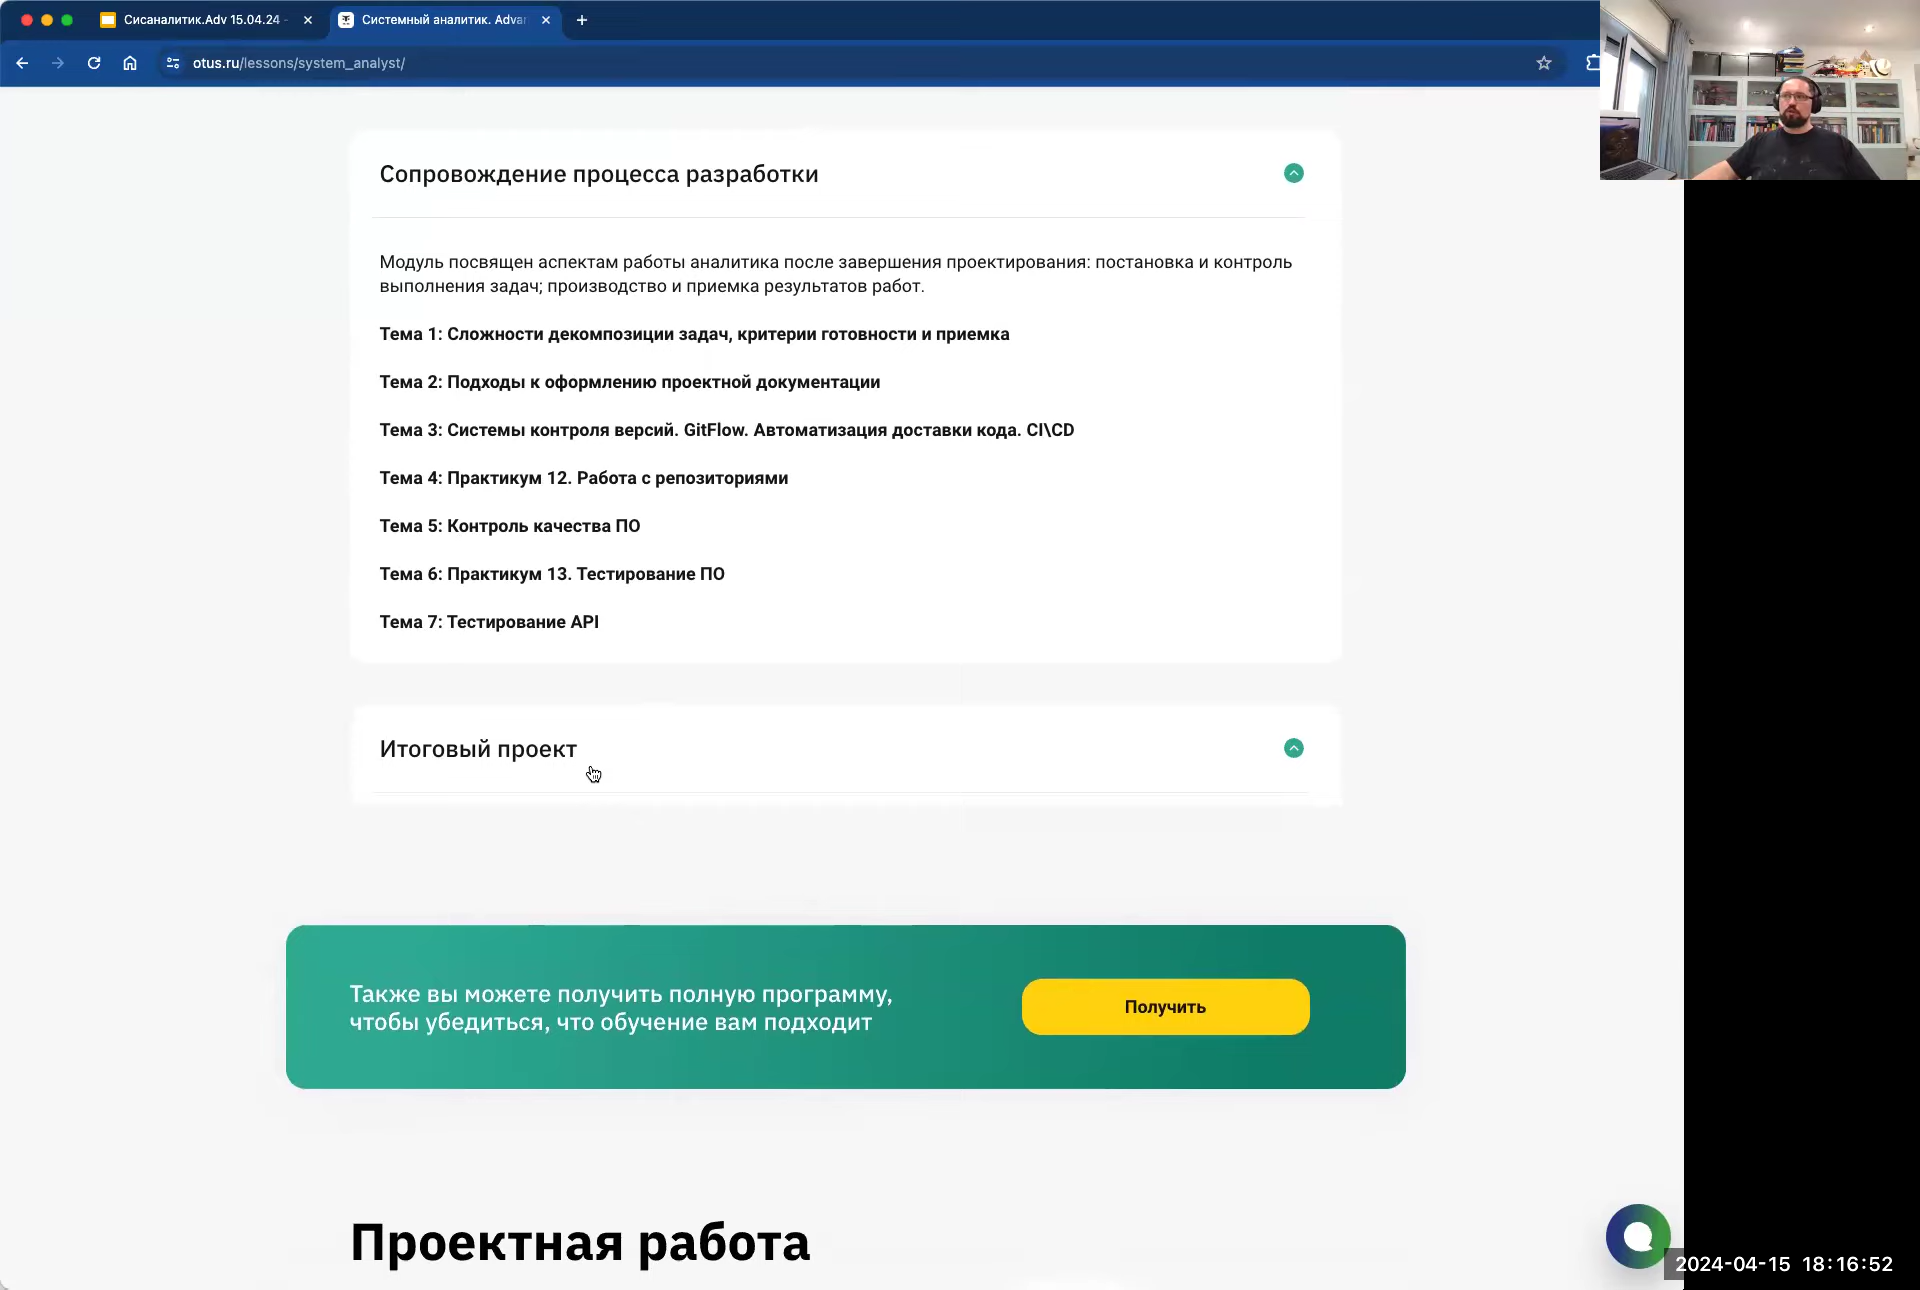 Сисаналитик.Adv 15.04.24 -
Системный аналитик. Advan
otus.ru/lessons/system_analyst/
Сопровождение процесса разработки
Модуль посвящен аспектам работы аналитика после завершения проектирования: постановка и контроль
выполнения задач; производство и приемка результатов работ.
Тема 1: Сложности декомпозиции задач, критерии готовности и приемка
Тема 2: Подходы к оформлению проектной документации
Тема 3: Системы контроля версий. GitFlow. Автоматизация доставки кода. CI\CD
Тема 4: Практикум 12. Работа с репозиториями
Тема 5: Контроль качества ПО
Тема 6: Практикум 13. Тестирование ПО
Тема 7: Тестирование API
Итоговый проект
Также вы можете получить полную программу,
чтобы убедиться, что обучение вам подходит
Получить
Проектная работа
2024-04-15 18:16:52